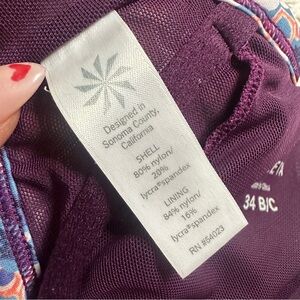 Designed in
Sonoma County,
California
SHELL
80% nylon/
20%
lycra®spandex
LINING
84% nylon/
16%
lycra®spandex
RN #54023
34 B/C